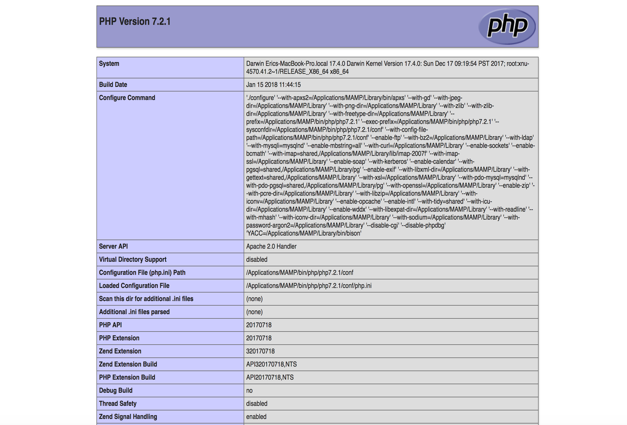 PHP Version 7.2.1
php
System
Darwin Erics-MacBook-Pro.local 17.4.0 Darwin Kernel Version 17.4.0: Sun Dec 17 09:19:54 PST 2017; root:xnu-
4570.41.2~1/RELEASE_X86_64 x86_64
Build Date
Jan 15 2018 11:44:15
Configure Command
'./configure' '--with-apxs2=/Applications/MAMP/Library/bin/apxs' '--with-gd' '--with-jpeg-
dir=/Applications/MAMP/Library' '--with-png-dir=/Applications/MAMP/Library' '--with-zlib' '--with-zlib-
dir=/Applications/MAMP/Library' '--with-freetype-dir=/Applications/MAMP/Library' '--
prefix=/Applications/MAMP/bin/php/php7.2.1' '--exec-prefix=/Applications/MAMP/bin/php/php7.2.1' '--
sysconfdir=/Applications/MAMP/bin/php/php7.2.1/conf' '--with-config-file-
path=/Applications/MAMP/bin/php/php7.2.1/conf' '--enable-ftp' '--with-bz2=/Applications/MAMP/Library' '--with-ldap'
'--with-mysqli=mysqlnd' '--enable-mbstring=all' '--with-curl=/Applications/MAMP/Library' '--enable-sockets' '--enable-
bcmath' '--with-imap=shared,/Applications/MAMP/Library/lib/imap-2007f' '--with-imap-
ssl=/Applications/MAMP/Library' '--enable-soap' '--with-kerberos' '--enable-calendar' '--with-
pgsql=shared,/Applications/MAMP/Library/pg' '--enable-exif' '--with-libxml-dir=/Applications/MAMP/Library' '--with-
gettext=shared,/Applications/MAMP/Library' '--with-xsl=/Applications/MAMP/Library' '--with-pdo-mysql=mysqlnd' '--
with-pdo-pgsql=shared,/Applications/MAMP/Library/pg' '--with-openssl=/Applications/MAMP/Library' '--enable-zip' '-
-with-pcre-dir=/Applications/MAMP/Library' '--with-libzip=/Applications/MAMP/Library' '--with-
iconv=/Applications/MAMP/Library' '--enable-opcache' '--enable-intl' '--with-tidy=shared' '--with-icu-
dir=/Applications/MAMP/Library' '--enable-wddx' '--with-libexpat-dir=/Applications/MAMP/Library' '--with-readline' '--
with-mhash' '--with-iconv-dir=/Applications/MAMP/Library' '--with-sodium=/Applications/MAMP/Library' '--with-
password-argon2=/Applications/MAMP/Library' '--disable-cgi' '--disable-phpdbg'
'YACC=/Applications/MAMP/Library/bin/bison'
Server API
Apache 2.0 Handler
Virtual Directory Support
disabled
Configuration File (php.ini) Path
/Applications/MAMP/bin/php/php7.2.1/conf
Loaded Configuration File
/Applications/MAMP/bin/php/php7.2.1/conf/php.ini
Scan this dir for additional .ini files
(none)
Additional .ini files parsed
(none)
PHP API
20170718
PHP Extension
20170718
Zend Extension
320170718
Zend Extension Build
API320170718,NTS
PHP Extension Build
API20170718,NTS
Debug Build
no
Thread Safety
disabled
Zend Signal Handling
enabled